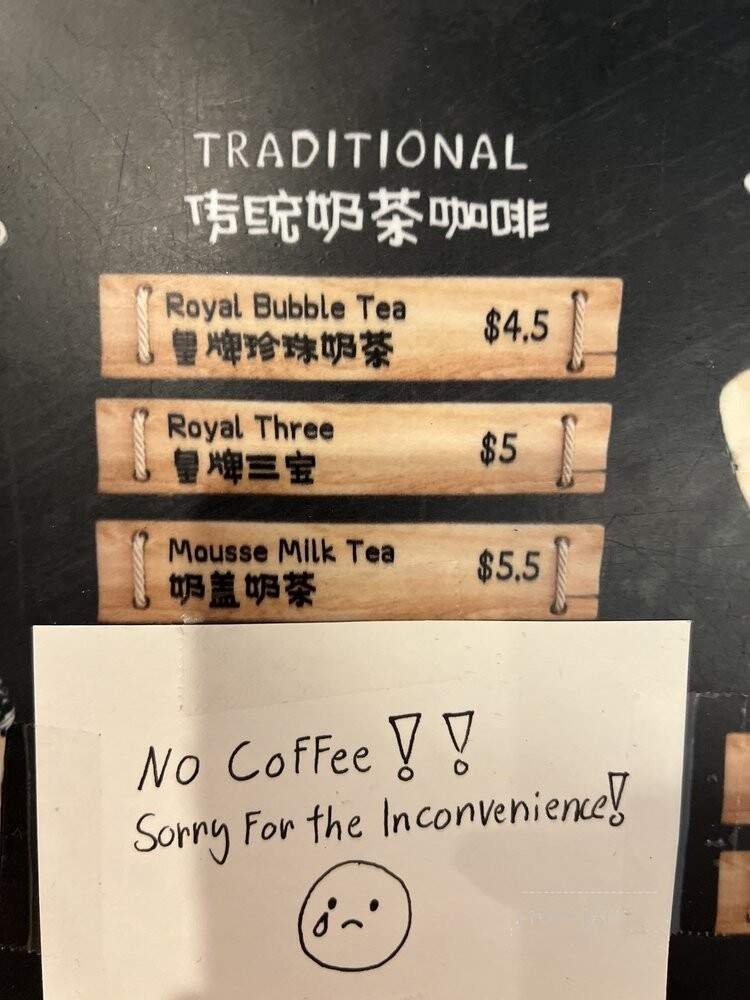 TRADITIONAL
传统奶茶咖啡
Royal Bubble Tea $4.5
皇牌珍珠奶茶
Royal Three $5
皇牌三宝
Mousse Milk Tea $5.5
奶盖奶茶
No Coffee!!
Sorry For the Inconvenience!